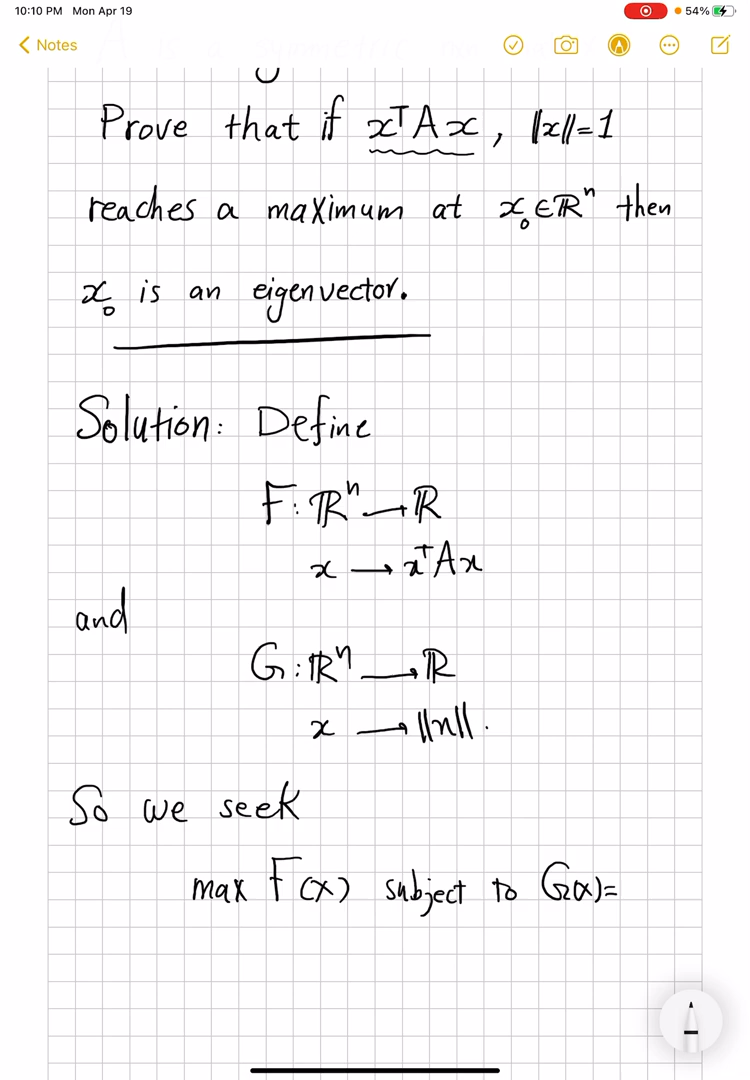 10:10 PM Mon Apr 19
54%
Notes
Prove that if xᵀAx, ||x||=1
reaches a maximum at x₀∈ℝⁿ then
x₀ is an eigenvector.
Solution: Define
F: ℝⁿ → ℝ
x → xᵀAx
and
G: ℝⁿ → ℝ
x → ||x||.
So we seek
max F(x) subject to G(x)=